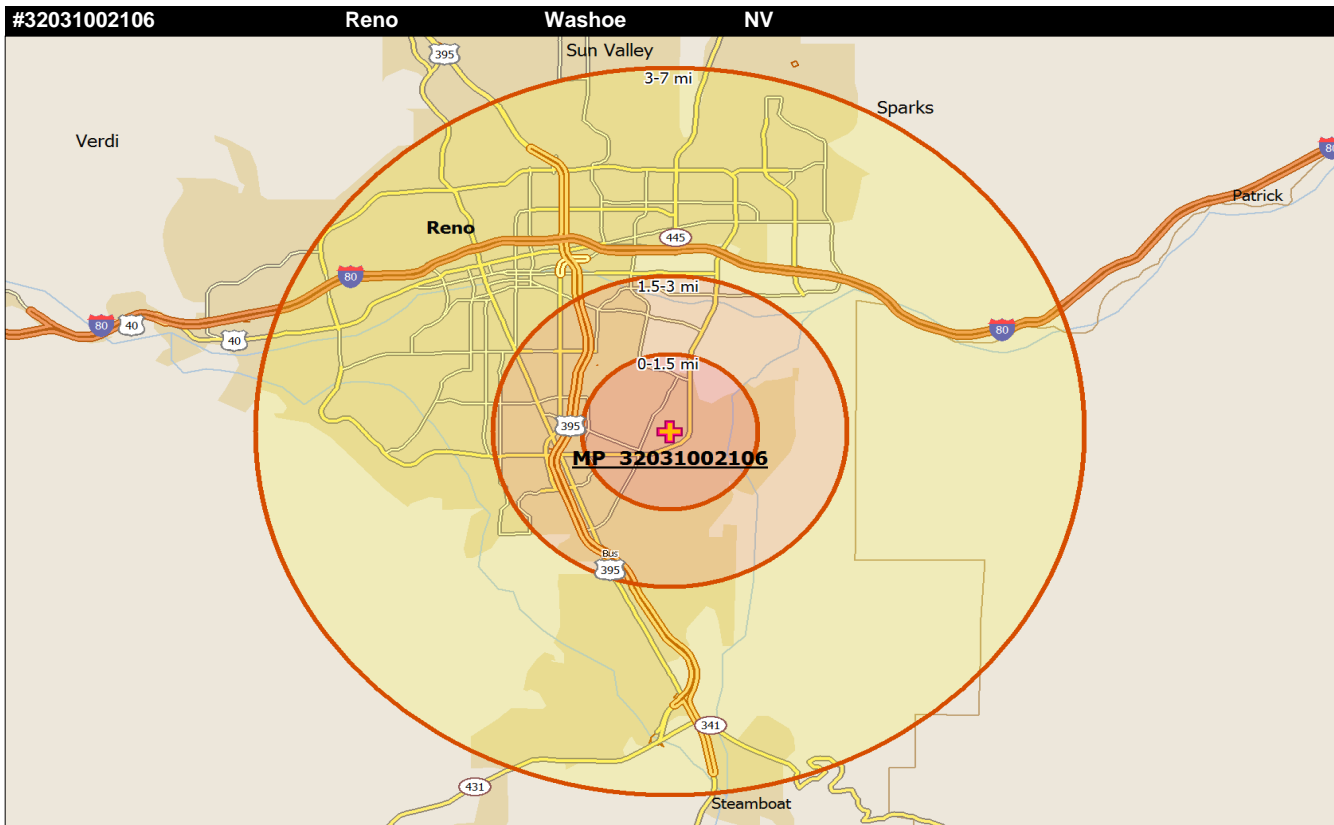 #32031002106 Reno Washoe NV
395
Sun Valley
3-7 mi
Sparks
Verdi
80
Patrick
Reno
445
80
1.5-3 mi
80
40
80
40
0-1.5 mi
395
MP 32031002106
Bus
395
341
431
Steamboat